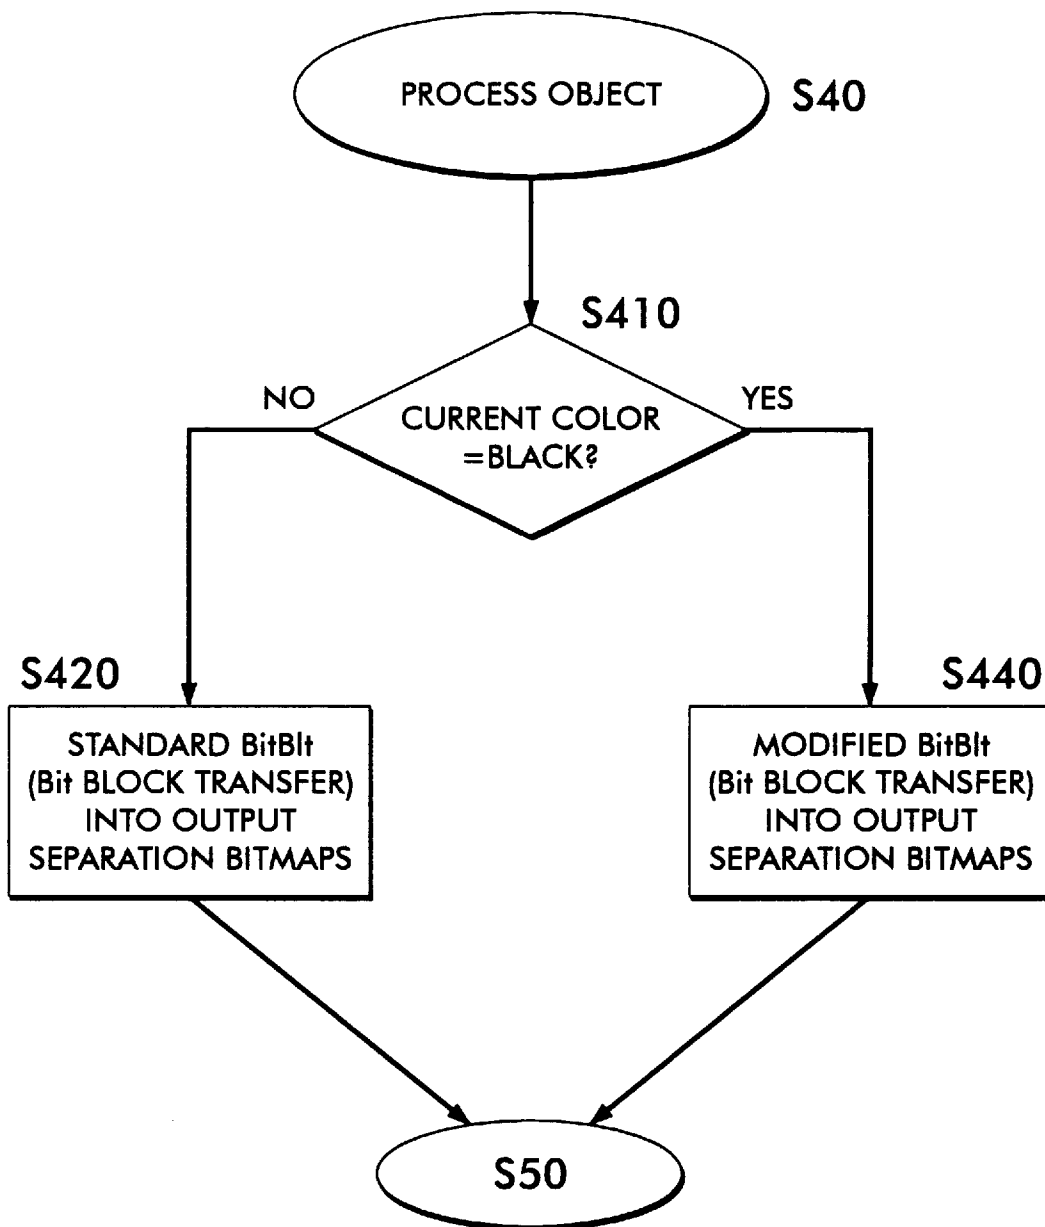 PROCESS OBJECT
S40
S410
NO
YES
CURRENT COLOR
=BLACK?
S420
S440
STANDARD BitBlt
(Bit BLOCK TRANSFER)
INTO OUTPUT
SEPARATION BITMAPS
MODIFIED BitBlt
(Bit BLOCK TRANSFER)
INTO OUTPUT
SEPARATION BITMAPS
S50